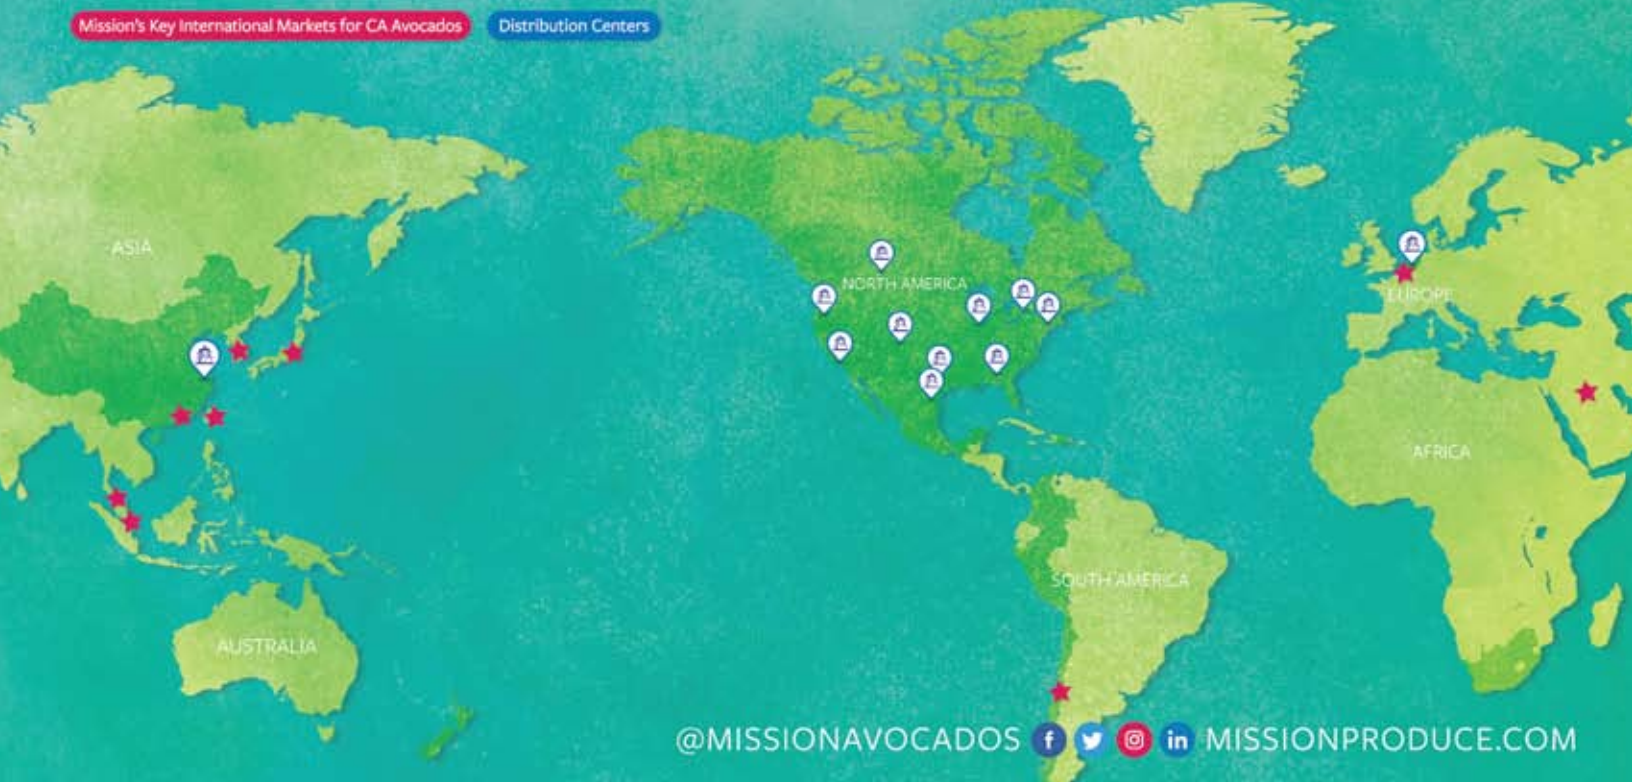 Mission's Key International Markets for CA Avocados
Distribution Centers
ASIA
NORTH AMERICA
EUROPE
AFRICA
SOUTH AMERICA
AUSTRALIA
@MISSIONAVOCADOS f in MISSIONPRODUCE.COM